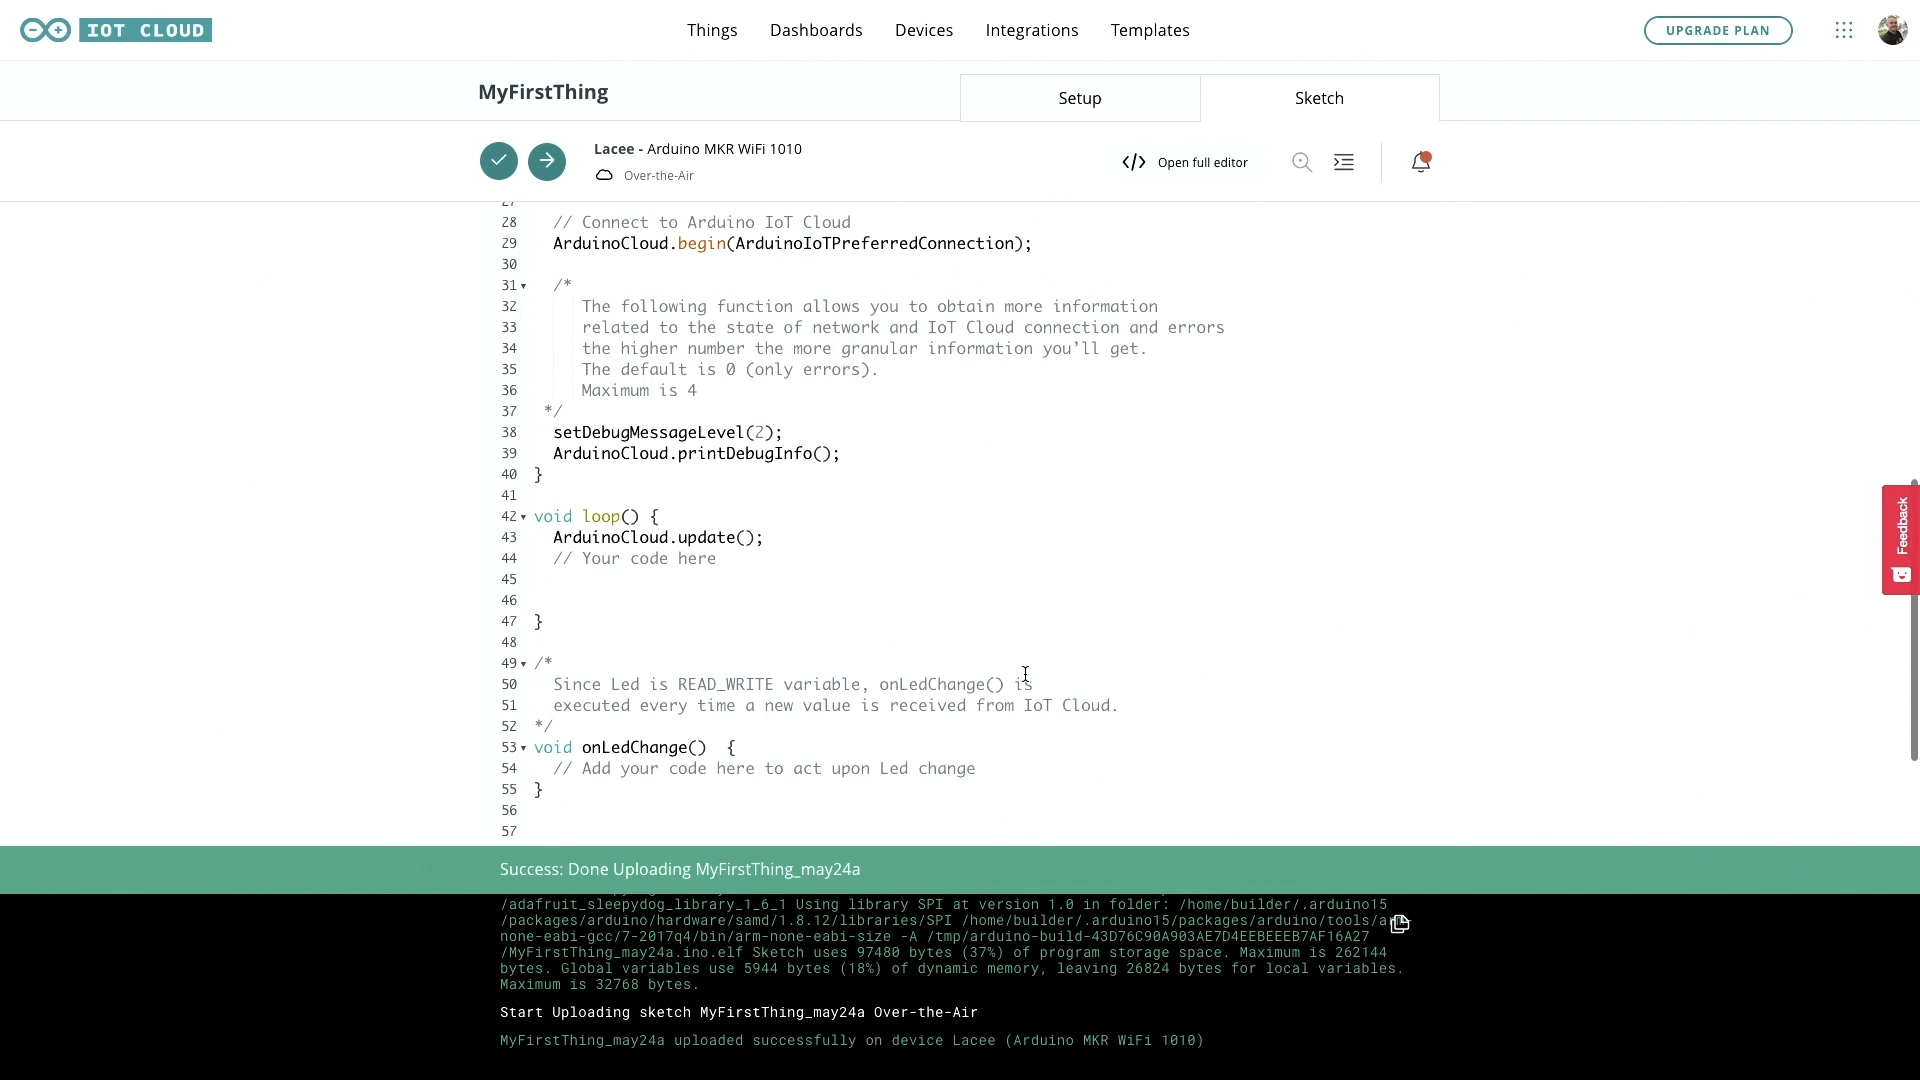 IOT CLOUD
Things
Dashboards
Devices
Integrations
Templates
UPGRADE PLAN
MyFirstThing
Setup
Sketch
Lacee - Arduino MKR WiFi 1010
Over-the-Air
</> Open full editor
27
28 // Connect to Arduino IoT Cloud
29 ArduinoCloud.begin(ArduinoIoTPreferredConnection);
30
31 /*
32 The following function allows you to obtain more information
33 related to the state of network and IoT Cloud connection and errors
34 the higher number the more granular information you’ll get.
35 The default is 0 (only errors).
36 Maximum is 4
37 */
38 setDebugMessageLevel(2);
39 ArduinoCloud.printDebugInfo();
40 }
41
42 void loop() {
43 ArduinoCloud.update();
44 // Your code here
45
46
47 }
48
49 /*
50 Since Led is READ_WRITE variable, onLedChange() is
51 executed every time a new value is received from IoT Cloud.
52 */
53 void onLedChange()  {
54 // Add your code here to act upon Led change
55 }
56
57
Feedback
Success: Done Uploading MyFirstThing_may24a
/adafruit_sleepydog_library_1_6_1 Using library SPI at version 1.0 in folder: /home/builder/.arduino15
/packages/arduino/hardware/samd/1.8.12/libraries/SPI /home/builder/.arduino15/packages/arduino/tools/
none-eabi-gcc/7-2017q4/bin/arm-none-eabi-size -A /tmp/arduino-build-43D76C90A903AE7D4EEBEEEB7AF16A27
/MyFirstThing_may24a.ino.elf Sketch uses 97480 bytes (37%) of program storage space. Maximum is 262144
bytes. Global variables use 5944 bytes (18%) of dynamic memory, leaving 26824 bytes for local variables.
Maximum is 32768 bytes.
Start Uploading sketch MyFirstThing_may24a Over-the-Air
MyFirstThing_may24a uploaded successfully on device Lacee (Arduino MKR WiFi 1010)